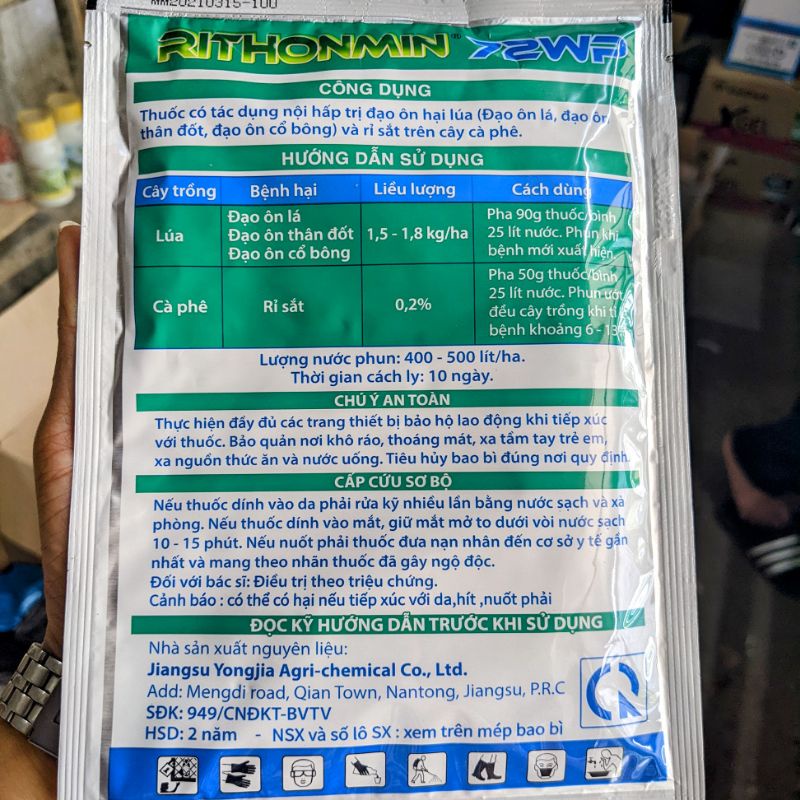 MM20210315-100
RITHONMIN® 72WP
CÔNG DỤNG
Thuốc có tác dụng nội hấp trị đạo ôn hại lúa (Đạo ôn lá, đạo ôn
thân đốt, đạo ôn cổ bông) và rỉ sắt trên cây cà phê.
HƯỚNG DẪN SỬ DỤNG
Cây trồng Bệnh hại Liều lượng Cách dùng
Lúa
Đạo ôn lá
Đạo ôn thân đốt
Đạo ôn cổ bông
1,5 - 1,8 kg/ha
Pha 90g thuốc/bình
25 lít nước. Phun khi
bệnh mới xuất hiện.
Cà phê
Rỉ sắt
0,2%
Pha 50g thuốc/bình
25 lít nước. Phun ướt
đều cây trồng khi
bệnh khoảng 6 - 13%
Lượng nước phun: 400 - 500 lít/ha.
Thời gian cách ly: 10 ngày.
CHÚ Ý AN TOÀN
Thực hiện đầy đủ các trang thiết bị bảo hộ lao động khi tiếp xúc
với thuốc. Bảo quản nơi khô ráo, thoáng mát, xa tầm tay trẻ em,
xa nguồn thức ăn và nước uống. Tiêu hủy bao bì đúng nơi quy định.
CẤP CỨU SƠ BỘ
Nếu thuốc dính vào da phải rửa kỹ nhiều lần bằng nước sạch và xà
phòng. Nếu thuốc dính vào mắt, giữ mắt mở to dưới vòi nước sạch
10 - 15 phút. Nếu nuốt phải thuốc đưa nạn nhân đến cơ sở y tế gần
nhất và mang theo nhãn thuốc đã gây ngộ độc.
Đối với bác sĩ: Điều trị theo triệu chứng.
Cảnh báo : có thể có hại nếu tiếp xúc với da,hít ,nuốt phải
ĐỌC KỸ HƯỚNG DẪN TRƯỚC KHI SỬ DỤNG
Nhà sản xuất nguyên liệu:
Jiangsu Yongjia Agri-chemical Co., Ltd.
Add: Mengdi road, Qian Town, Nantong, Jiangsu, P.R.C
SĐK: 949/CNĐKT-BVTV
HSD: 2 năm - NSX và số lô SX : xem trên mép bao bì